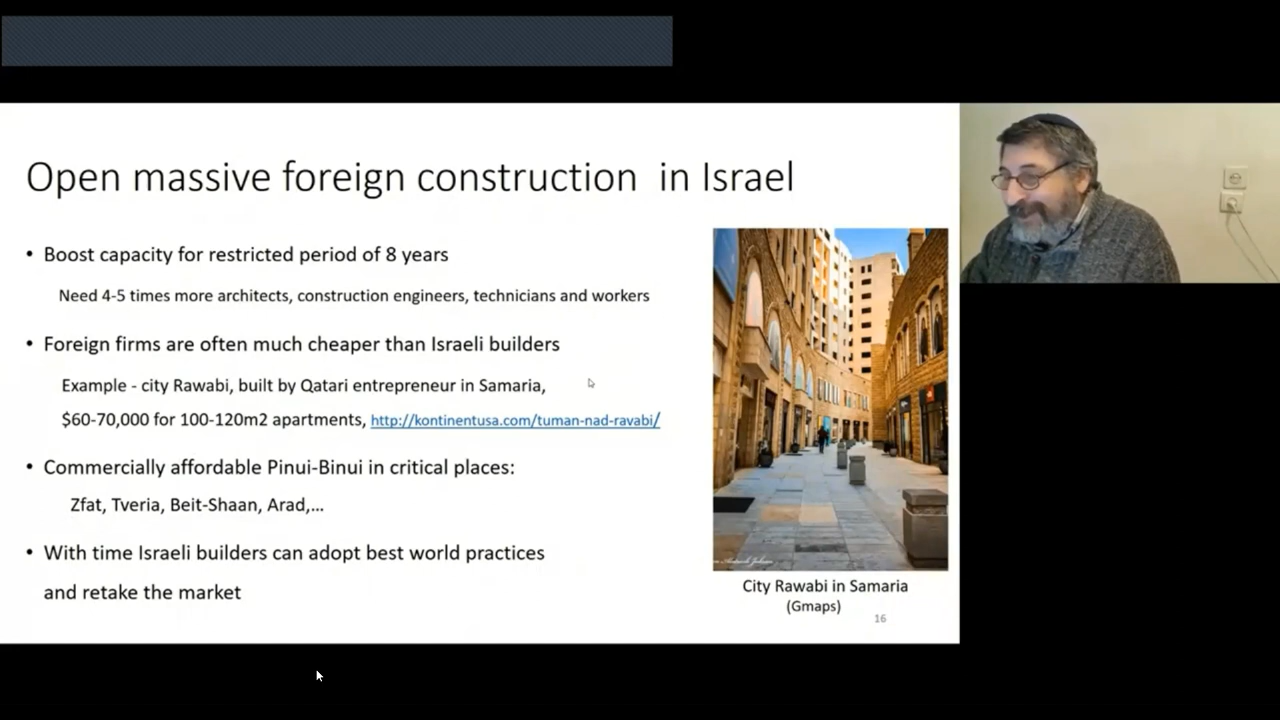 Open massive foreign construction in Israel
• Boost capacity for restricted period of 8 years
Need 4-5 times more architects, construction engineers, technicians and workers
• Foreign firms are often much cheaper than Israeli builders
Example - city Rawabi, built by Qatari entrepreneur in Samaria,
$60-70,000 for 100-120m2 apartments, http://kontinentusa.com/tuman-nad-ravabi/
• Commercially affordable Pinui-Binui in critical places:
Zfat, Tveria, Beit-Shaan, Arad,...
• With time Israeli builders can adopt best world practices
and retake the market
City Rawabi in Samaria
(Gmaps)
16